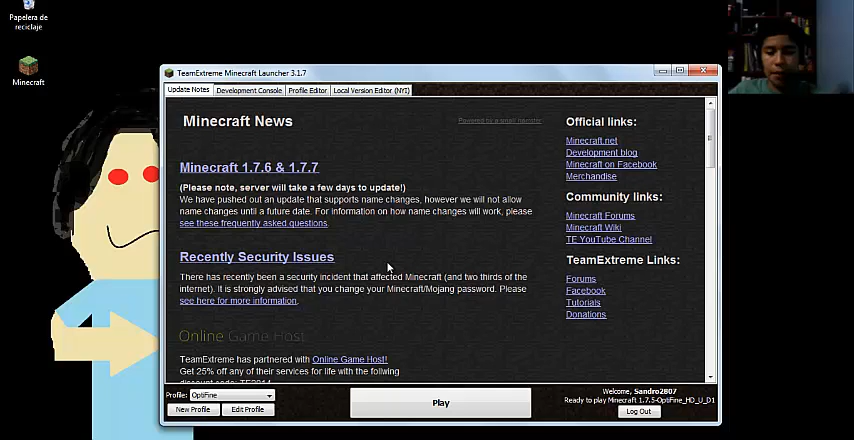 Papelera de
reciclaje
Minecraft
TeamExtreme Minecraft Launcher 3.1.7
Update Notes Development Console Profile Editor Local Version Editor (NYI)
Minecraft News
Powered by a small hamster
Minecraft 1.7.6 & 1.7.7
(Please note, server will take a few days to update!)
We have pushed out an update that supports name changes, however we will not allow
name changes until a future date. For information on how name changes will work, please
see these frequently asked questions.
Recently Security Issues
There has recently been a security incident that affected Minecraft (and two thirds of the
internet). It is strongly advised that you change your Minecraft/Mojang password. Please
see here for more information.
Online Game Host
TeamExtreme has partnered with Online Game Host!
Get 25% off any of their services for life with the follwing
discount code: TE2014
Official links:
Minecraft.net
Development blog
Minecraft on Facebook
Merchandise
Community links:
Minecraft Forums
Minecraft Wiki
TE YouTube Channel
TeamExtreme Links:
Forums
Facebook
Tutorials
Donations
Profile: OptiFine
New Profile Edit Profile
Play
Welcome, Sandro2807
Ready to play Minecraft 1.7.5-OptiFine_HD_U_D1
Log Out